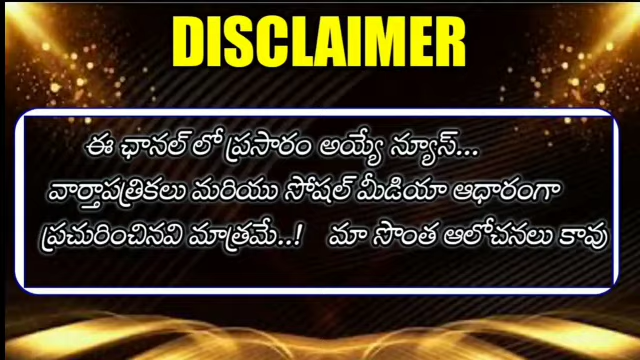 DISCLAIMER
ఈ ఛానల్ లో ప్రసారం అయ్యే న్యూస్...
వార్తాపత్రికలు మరియు సోషల్ మీడియా ఆధారంగా
ప్రచురించినవి మాత్రమే..! మా సొంత ఆలోచనలు కావు